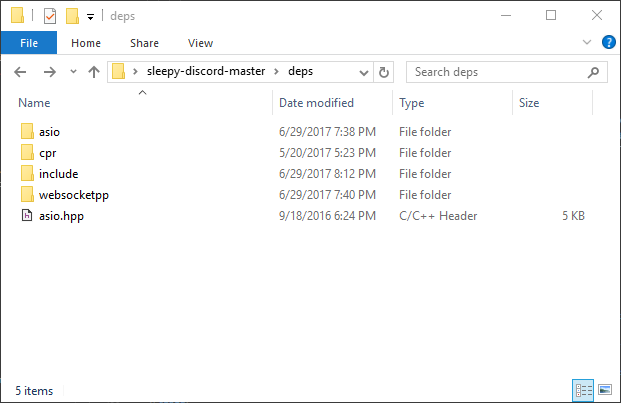 deps
File Home Share View
sleepy-discord-master deps Search deps
Name Date modified Type Size
asio 6/29/2017 7:38 PM File folder
cpr 5/20/2017 5:23 PM File folder
include 6/29/2017 8:12 PM File folder
websocketpp 6/29/2017 7:40 PM File folder
asio.hpp 9/18/2016 6:24 PM C/C++ Header 5 KB
5 items